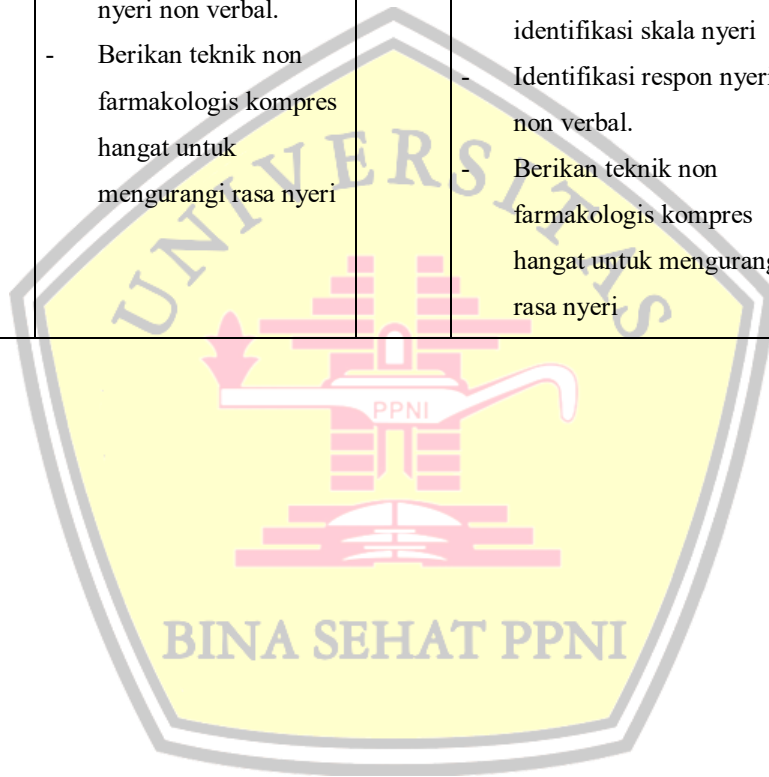 nyeri non verbal.
- Berikan teknik non
farmakologis kompres
hangat untuk
mengurangi rasa nyeri
identifikasi skala nyeri
- Identifikasi respon nyeri
non verbal.
- Berikan teknik non
farmakologis kompres
hangat untuk mengurang
rasa nyeri
UNIVERSITAS
PPNI
BINA SEHAT PPNI